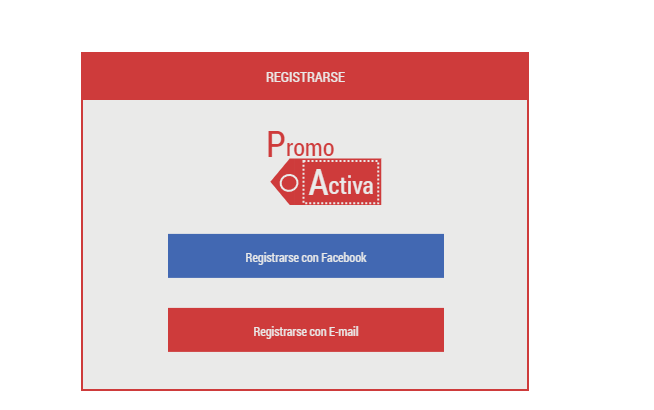 REGISTRARSE
Promo
Activa
Registrarse con Facebook
Registrarse con E-mail